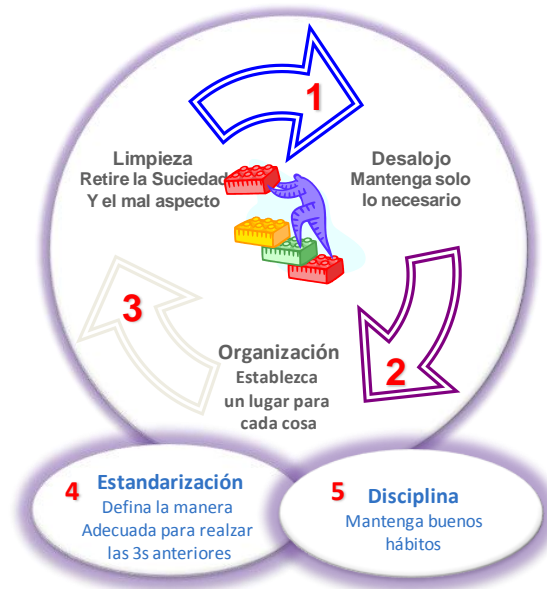 1
Desalojo
Mantenga solo
lo necesario
2
Organización
Establezca
un lugar para
cada cosa
3
Limpieza
Retire la Suciedad
Y el mal aspecto
4
Estandarización
Defina la manera
Adecuada para realzar
las 3s anteriores
5
Disciplina
Mantenga buenos
hábitos